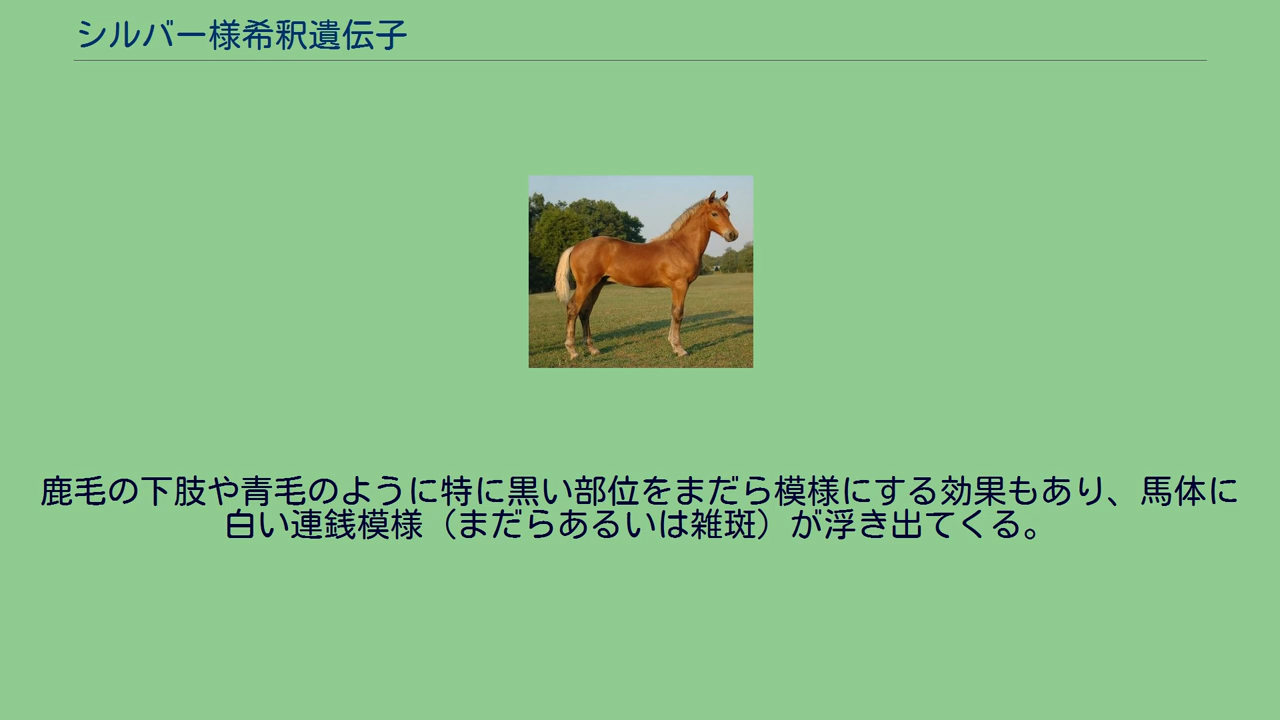 シルバー様希釈遺伝子
鹿毛の下肢や青毛のように特に黒い部位をまだら模様にする効果もあり、馬体に
白い連銭模様（まだらあるいは雑斑）が浮き出てくる。